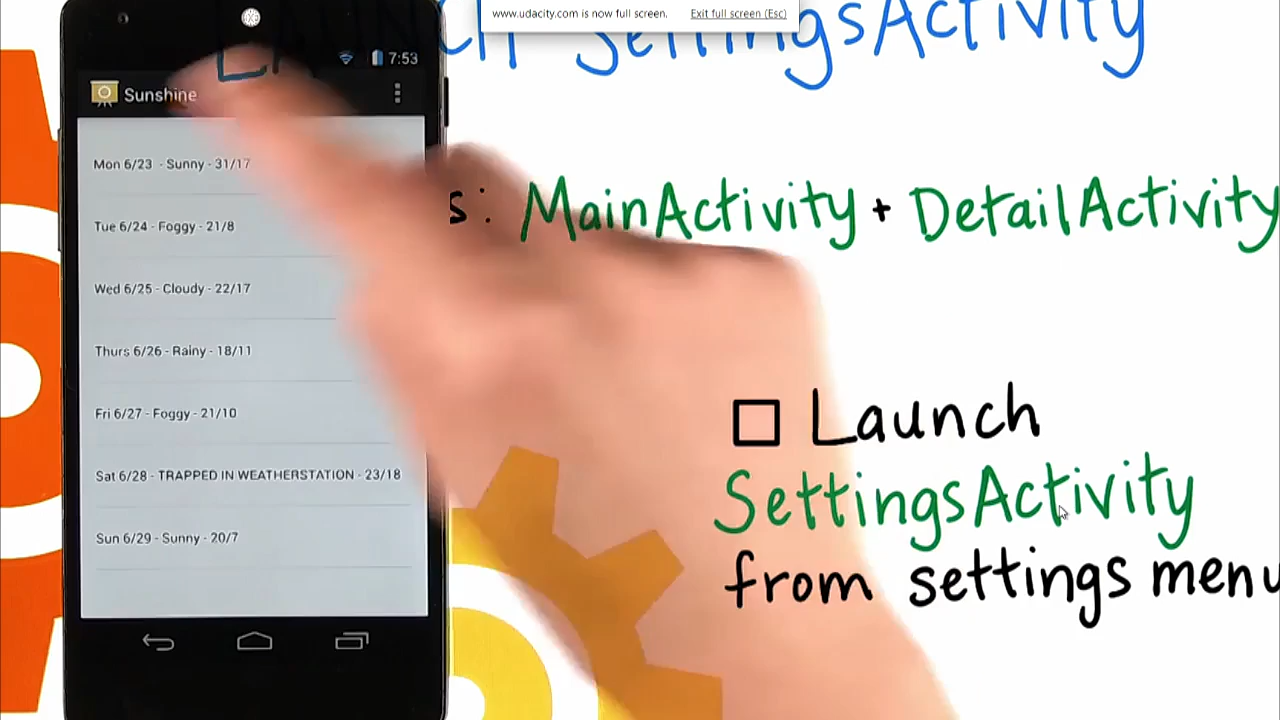 www.udacity.com is now full screen. Exit full screen (Esc)
SettingsActivity
7:53
Sunshine
Mon 6/23 - Sunny - 31/17
s: MainActivity + DetailActivity
Tue 6/24 - Foggy - 21/8
Wed 6/25 - Cloudy - 22/17
Thurs 6/26 - Rainy - 18/11
Fri 6/27 - Foggy - 21/10
Sat 6/28 - TRAPPED IN WEATHERSTATION - 23/18
Sun 6/29 - Sunny - 20/7
Launch
SettingsActivity
from settings menu